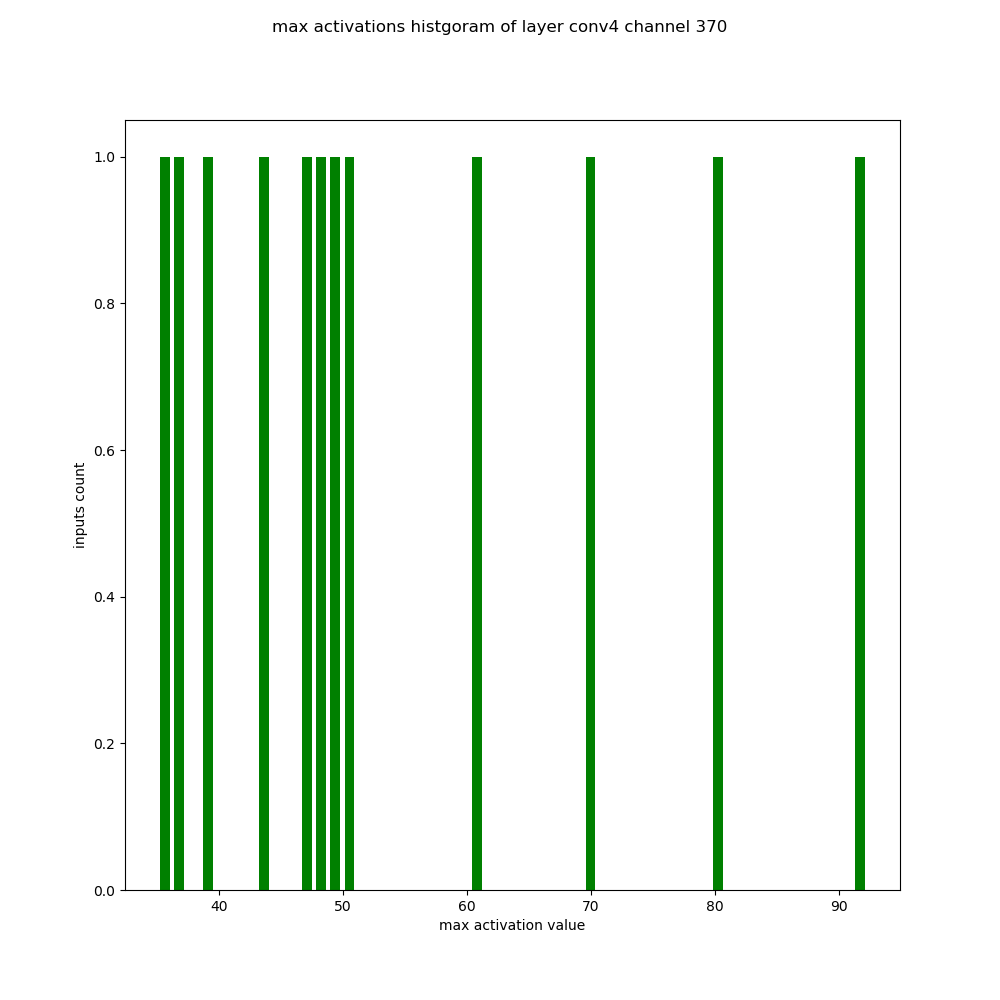 max activations histgoram of layer conv4 channel 370
1.0
0.8
0.6
0.4
0.2
0.0
inputs count
40 50 60 70 80 90
max activation value